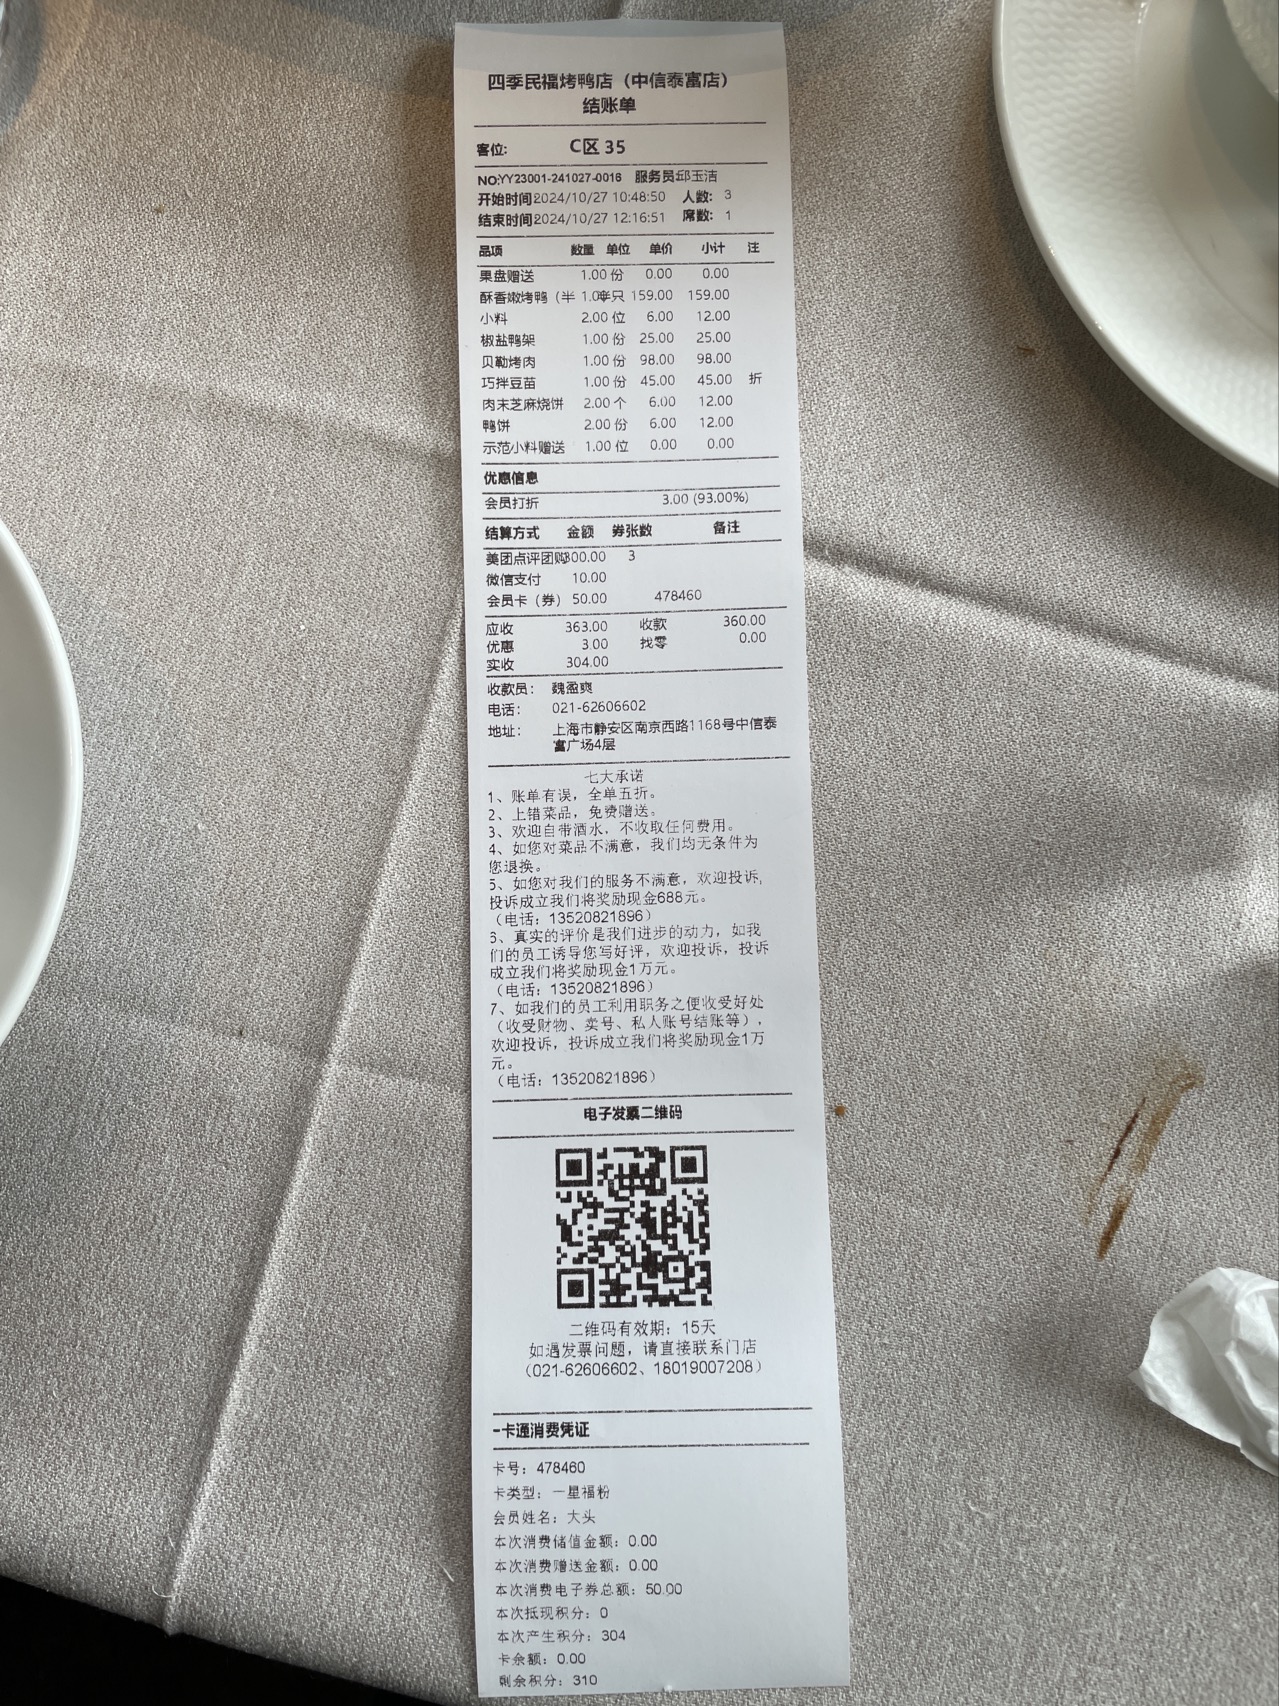 四季民福烤鸭店（中信泰富店）
结账单
客位: C区 35
NO:YY23001-241027-0016 服务员:邱玉洁
开始时间:2024/10/27 10:48:50 人数: 3
结束时间:2024/10/27 12:16:51 席数: 1
品项 数量 单位 单价 小计 注
果盘赠送 1.00 份 0.00 0.00
酥香嫩烤鸭（半 1.00半只 159.00 159.00
小料 2.00 位 6.00 12.00
椒盐鸭架 1.00 份 25.00 25.00
贝勒烤肉 1.00 份 98.00 98.00
巧拌豆苗 1.00 份 45.00 45.00 折
肉末芝麻烧饼 2.00 个 6.00 12.00
鸭饼 2.00 份 6.00 12.00
示范小料赠送 1.00 位 0.00 0.00
优惠信息
会员打折 3.00 (93.00%)
结算方式 金额 券张数 备注
美团点评团购300.00 3
微信支付 10.00
会员卡（券） 50.00 478460
应收 363.00 收款 360.00
优惠 3.00 找零 0.00
实收 304.00
收款员: 魏盈爽
电话: 021-62606602
地址: 上海市静安区南京西路1168号中信泰
富广场4层
七大承诺
1、账单有误，全单五折。
2、上错菜品，免费赠送。
3、欢迎自带酒水，不收取任何费用。
4、如您对菜品不满意，我们均无条件为
您退换。
5、如您对我们的服务不满意，欢迎投诉，
投诉成立我们将奖励现金688元。
（电话：13520821896）
6、真实的评价是我们进步的动力，如我
们的员工诱导您写好评，欢迎投诉，投诉
成立我们将奖励现金1万元。
（电话：13520821896）
7、如我们的员工利用职务之便收受好处
（收受财物、卖号、私人账号结账等），
欢迎投诉，投诉成立我们将奖励现金1万
元。
（电话：13520821896）
电子发票二维码
二维码有效期：15天
如遇发票问题，请直接联系门店
（021-62606602、18019007208）
一卡通消费凭证
卡号：478460
卡类型：一星福粉
会员姓名：大头
本次消费储值金额：0.00
本次消费赠送金额：0.00
本次消费电子券总额：50.00
本次抵现积分：0
本次产生积分：304
卡余额：0.00
剩余积分：310